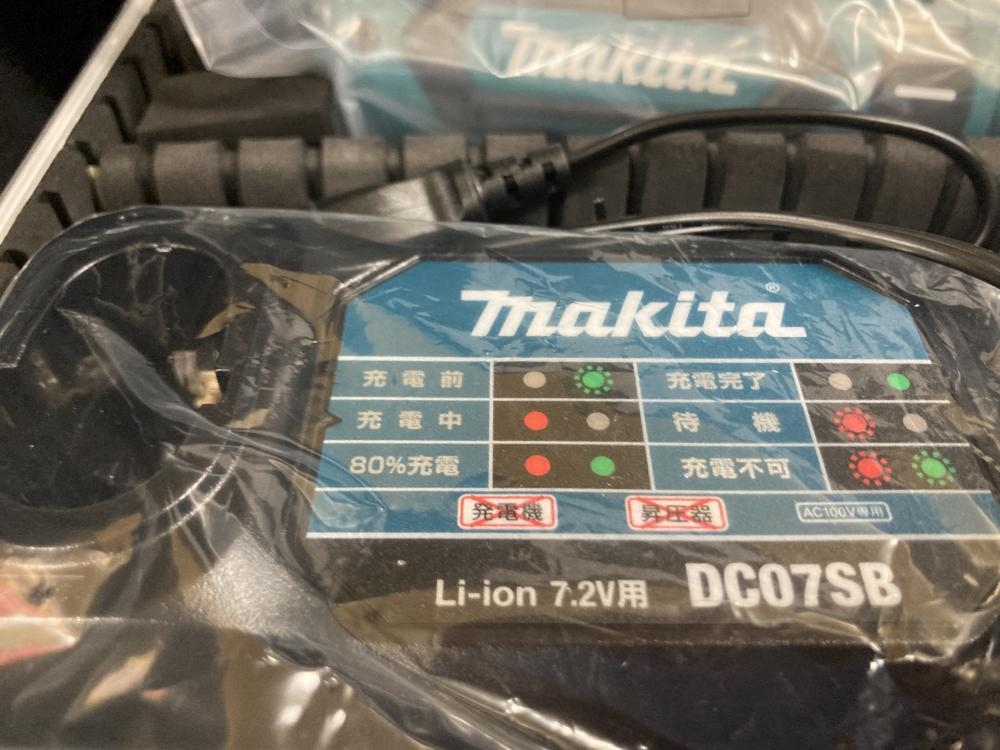 makita
makita®
充電前
充電完了
充電中
待機
80%充電
充電不可
発電機
昇圧器
AC100V専用
Li-ion 7.2V用
DC07SB